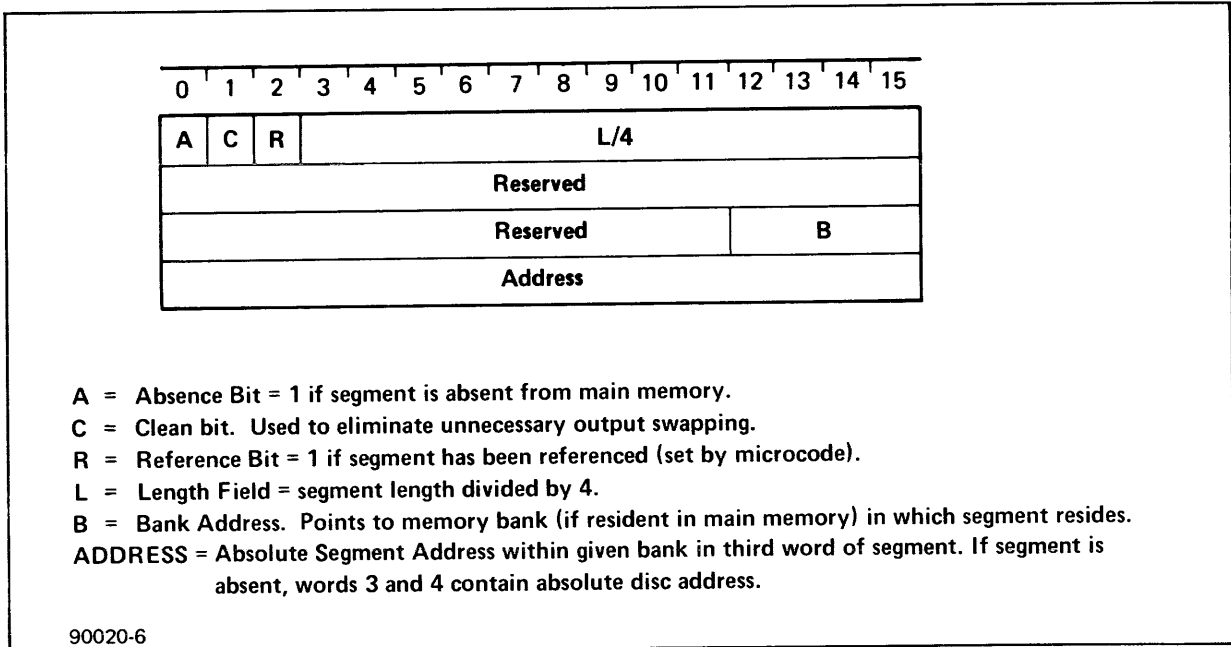 0 1 2 3 4 5 6 7 8 9 10 11 12 13 14 15
A C R L/4
Reserved
Reserved B
Address
A = Absence Bit = 1 if segment is absent from main memory.
C = Clean bit. Used to eliminate unnecessary output swapping.
R = Reference Bit = 1 if segment has been referenced (set by microcode).
L = Length Field = segment length divided by 4.
B = Bank Address. Points to memory bank (if resident in main memory) in which segment resides.
ADDRESS = Absolute Segment Address within given bank in third word of segment. If segment is
absent, words 3 and 4 contain absolute disc address.
90020-6